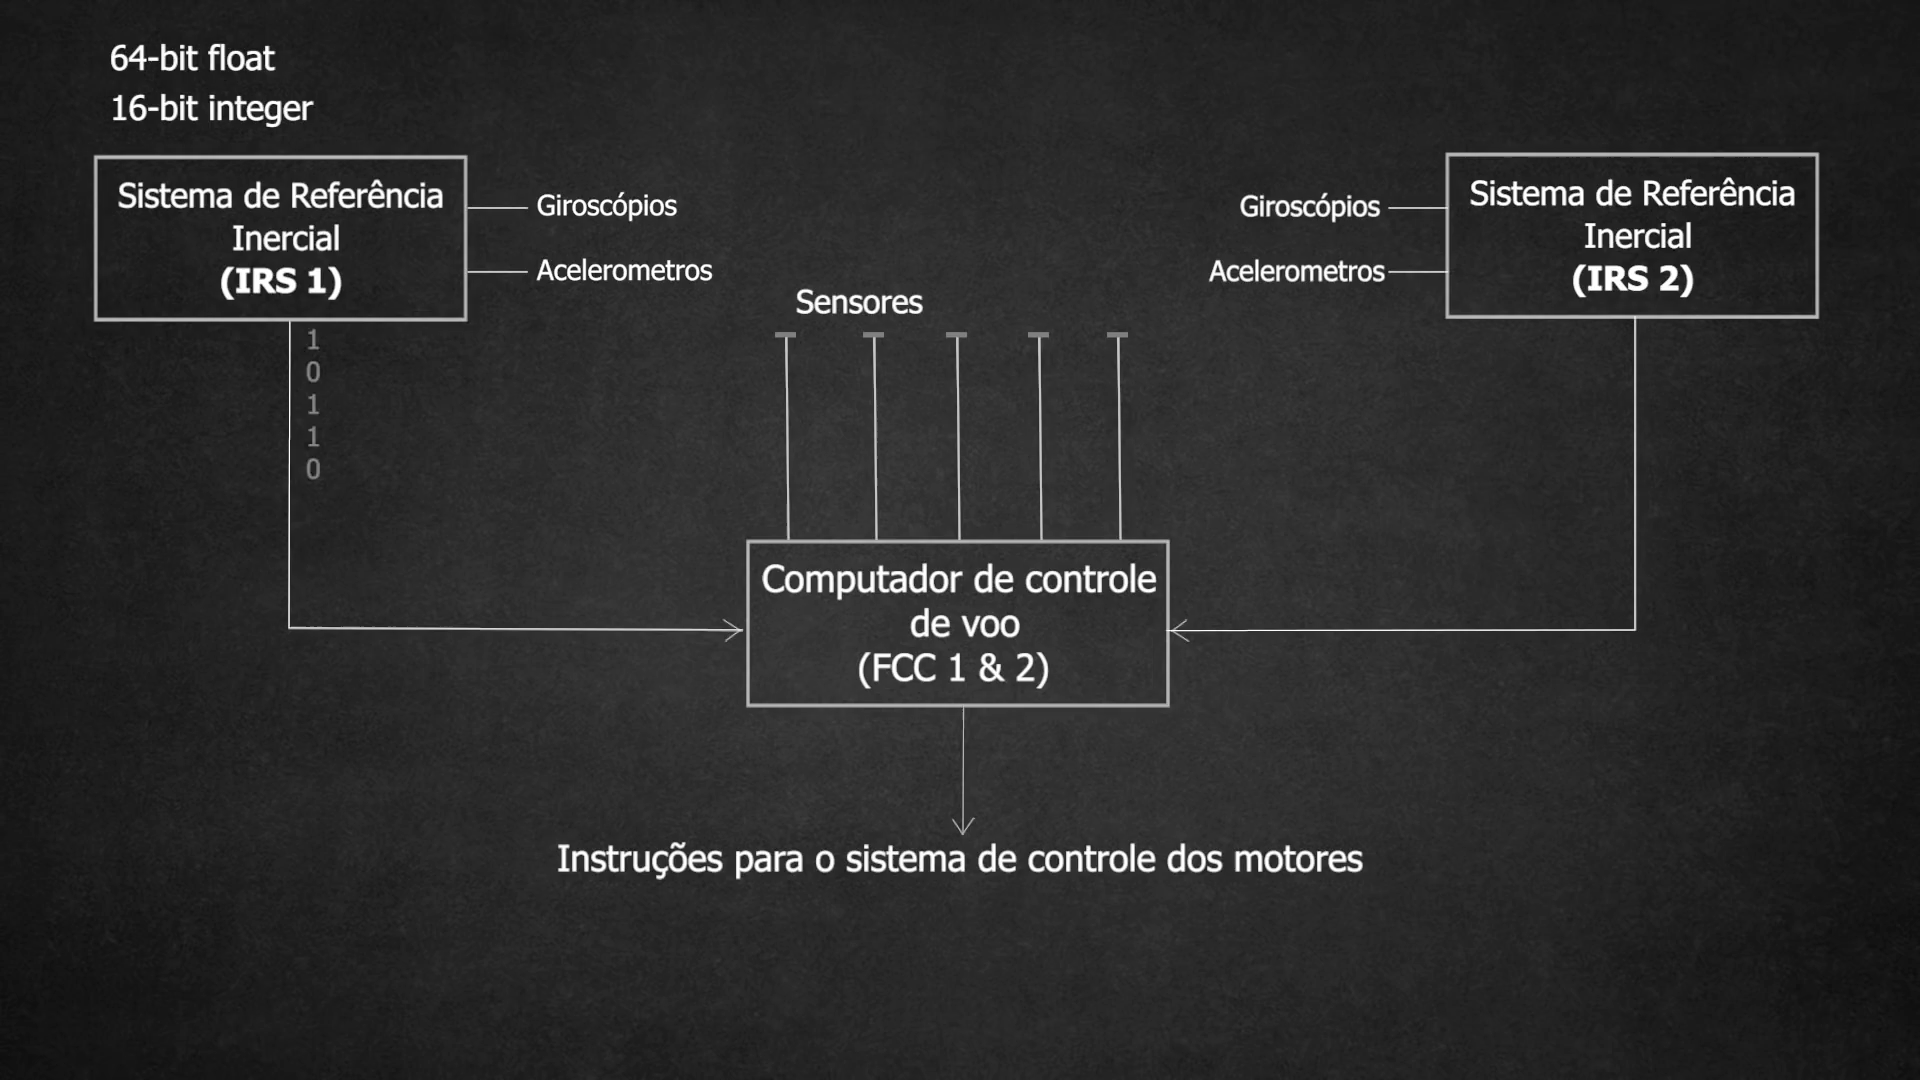 64-bit float
16-bit integer
Sistema de Referência
Inercial
(IRS 1)
Giroscópios
Acelerometros
1
0
1
1
0
Sensores
Giroscópios
Acelerometros
Sistema de Referência
Inercial
(IRS 2)
Computador de controle
de voo
(FCC 1 & 2)
Instruções para o sistema de controle dos motores